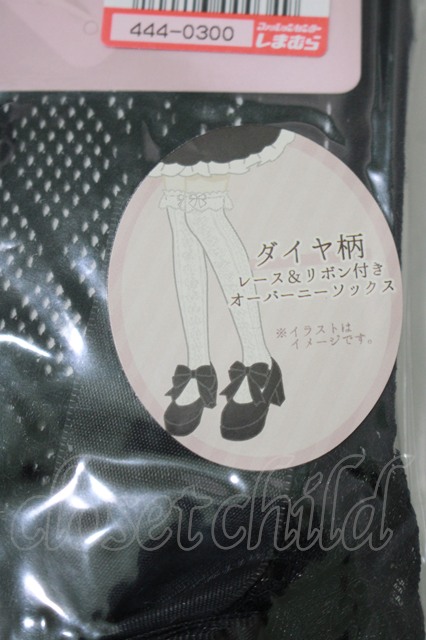 444-0300
ファッションセンター
しまむら
ダイヤ柄
レース&リボン付き
オーバーニーソックス
※イラストは
イメージです。
closet child